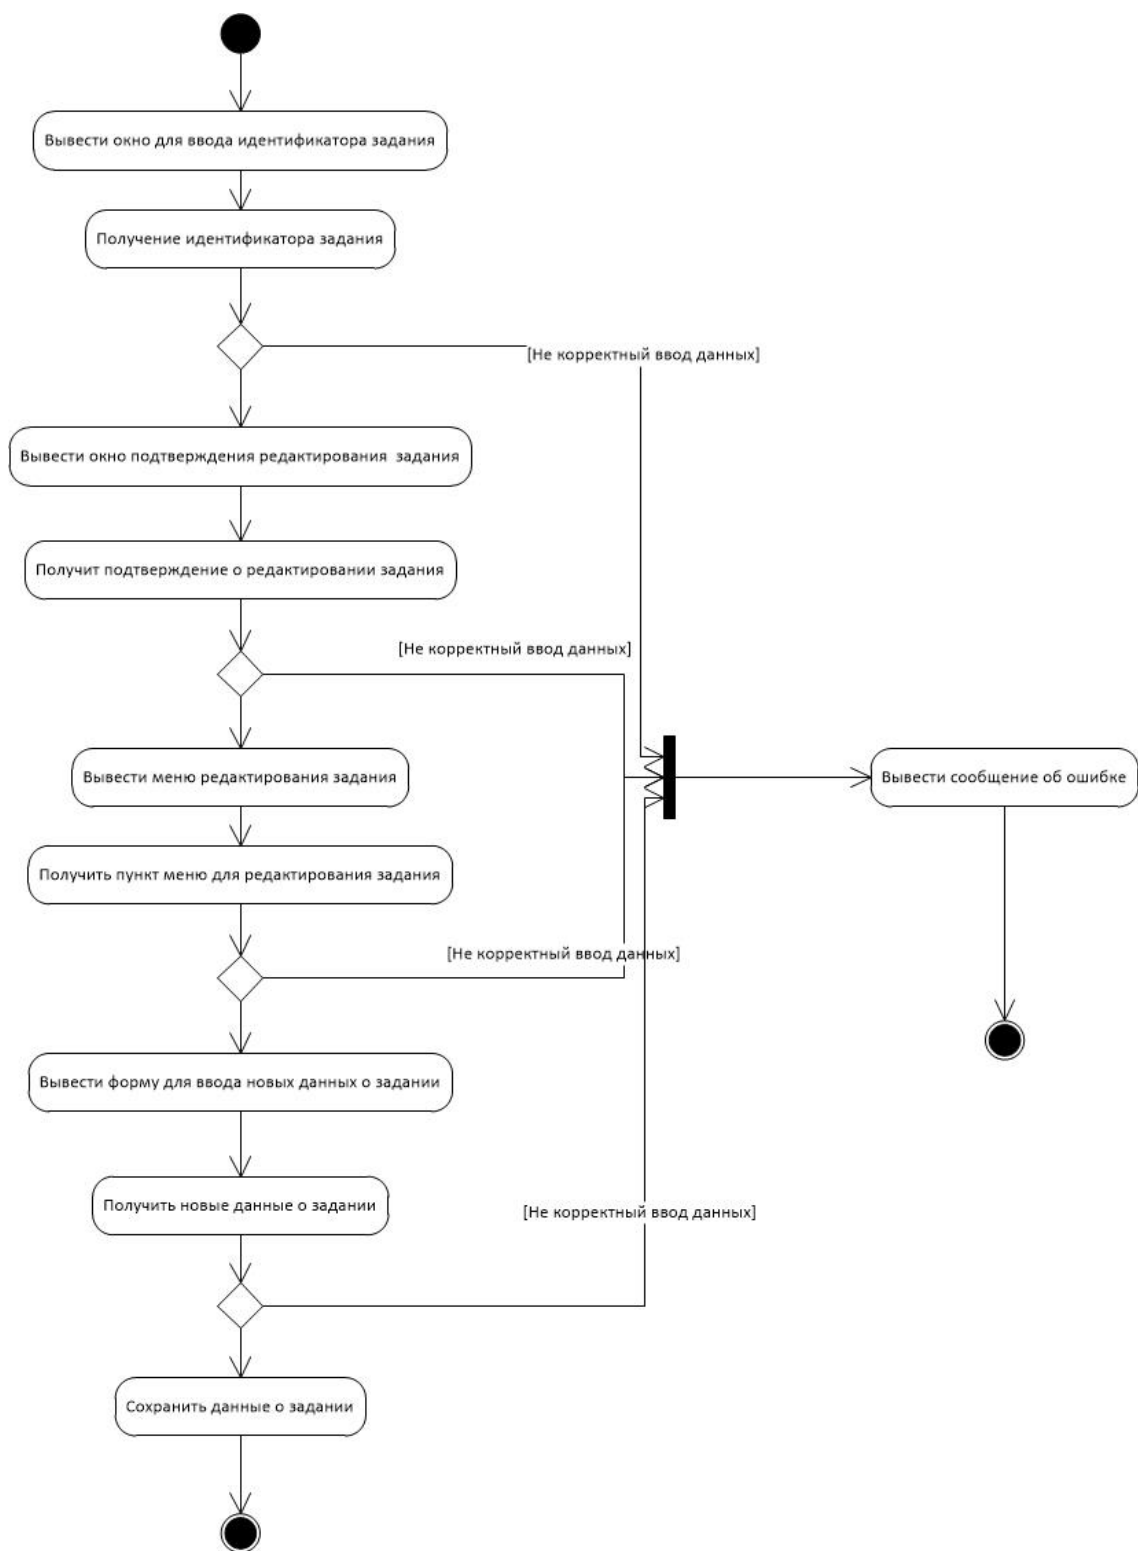 Вывести окно для ввода идентификатора задания
Получение идентификатора задания
[Не корректный ввод данных]
Вывести окно подтверждения редактирования  задания
Получит подтверждение о редактировании задания
[Не корректный ввод данных]
Вывести меню редактирования задания
Вывести сообщение об ошибке
Получить пункт меню для редактирования задания
[Не корректный ввод данных]
Вывести форму для ввода новых данных о задании
Получить новые данные о задании
[Не корректный ввод данных]
Сохранить данные о задании